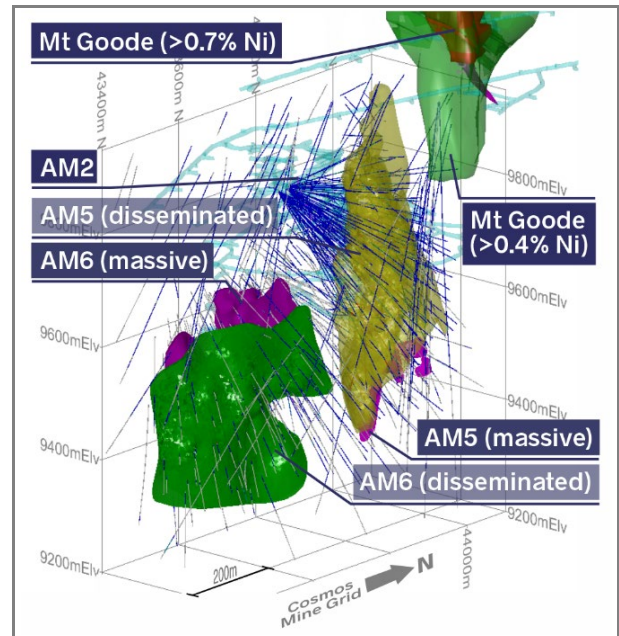 Mt Goode (>0.7% Ni)
43400m N
AM2
AM5 (disseminated)
AM6 (massive)
9800mElv
Mt Goode
(>0.4% Ni)
9600mElv
9600mElv
9400mElv
9400mElv
AM5 (massive)
AM6 (disseminated)
9200mElv
9200mElv
44000m
200m
Cosmos
Mine Grid
N